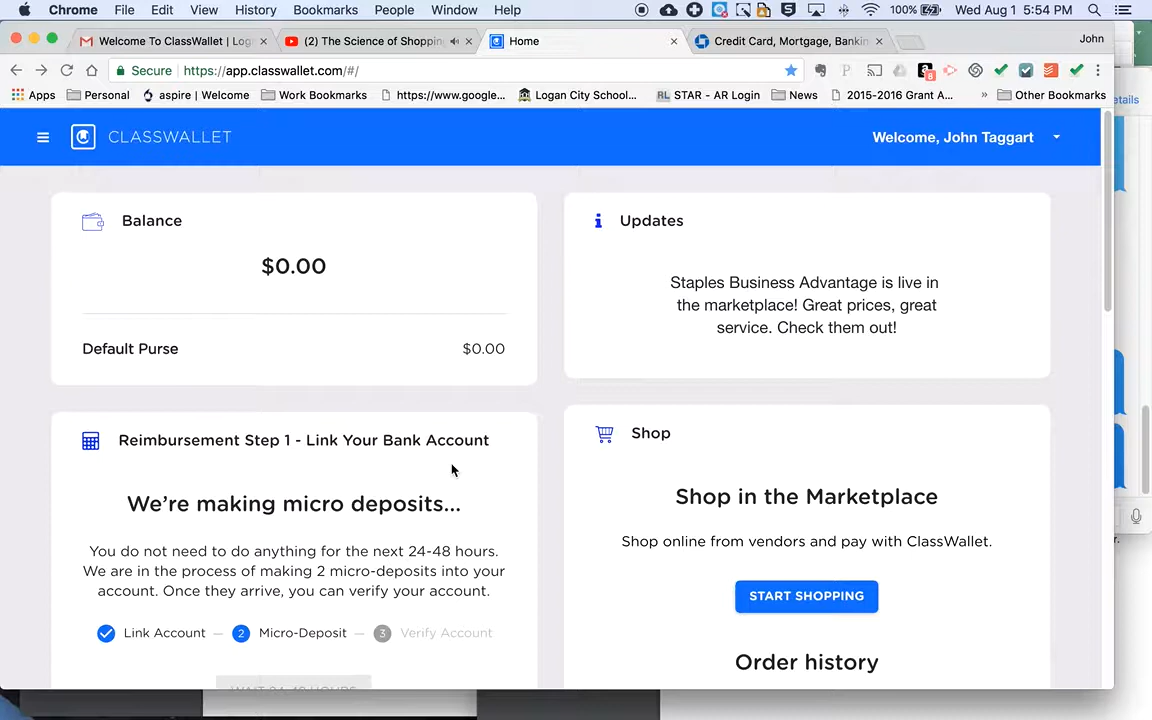 Chrome File Edit View History Bookmarks People Window Help 100% Wed Aug 1 5:54 PM
Welcome To ClassWallet | Log (2) The Science of Shoppin Home Credit Card, Mortgage, Bankin John
Secure https://app.classwallet.com/#/ 8
Apps Personal aspire | Welcome Work Bookmarks https://www.google... Logan City School... RL STAR - AR Login News 2015-2016 Grant A... » Other Bookmarks
etails
CLASSWALLET Welcome, John Taggart
Balance
$0.00
Default Purse $0.00
Updates
Staples Business Advantage is live in
the marketplace! Great prices, great
service. Check them out!
Reimbursement Step 1 - Link Your Bank Account
We're making micro deposits...
You do not need to do anything for the next 24-48 hours.
We are in the process of making 2 micro-deposits into your
account. Once they arrive, you can verify your account.
Link Account — 2 Micro-Deposit — 3 Verify Account
WAIT 24-48 HOURS
Shop
Shop in the Marketplace
Shop online from vendors and pay with ClassWallet.
START SHOPPING
Order history